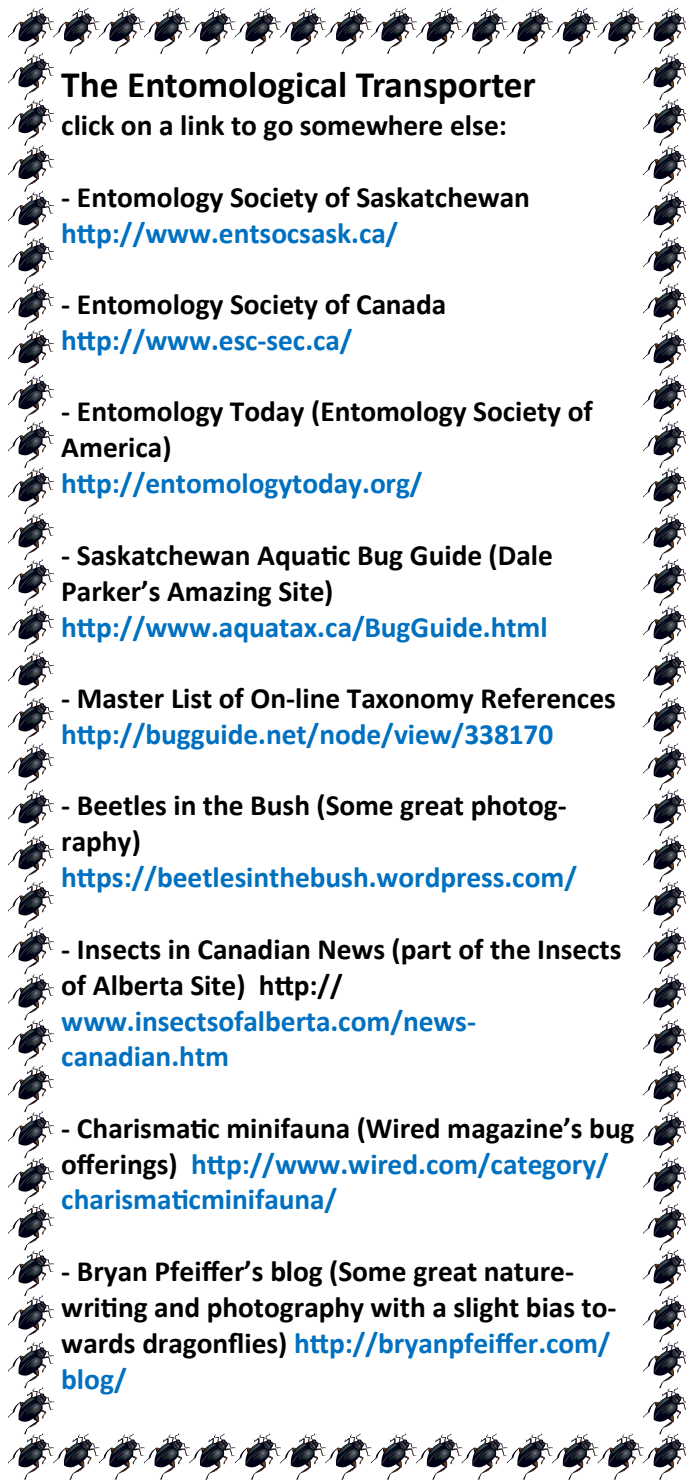 The Entomological Transporter
click on a link to go somewhere else:
- Entomology Society of Saskatchewan
http://www.entsocsask.ca/
- Entomology Society of Canada
http://www.esc-sec.ca/
- Entomology Today (Entomology Society of
America)
http://entomologytoday.org/
- Saskatchewan Aquatic Bug Guide (Dale
Parker’s Amazing Site)
http://www.aquatax.ca/BugGuide.html
- Master List of On-line Taxonomy References
http://bugguide.net/node/view/338170
- Beetles in the Bush (Some great photog-
raphy)
https://beetlesinthebush.wordpress.com/
- Insects in Canadian News (part of the Insects
of Alberta Site)  http://
www.insectsofalberta.com/news-
canadian.htm
- Charismatic minifauna (Wired magazine’s bug
offerings)  http://www.wired.com/category/
charismaticminifauna/
- Bryan Pfeiffer’s blog (Some great nature-
writing and photography with a slight bias to-
wards dragonflies) http://bryanpfeiffer.com/
blog/